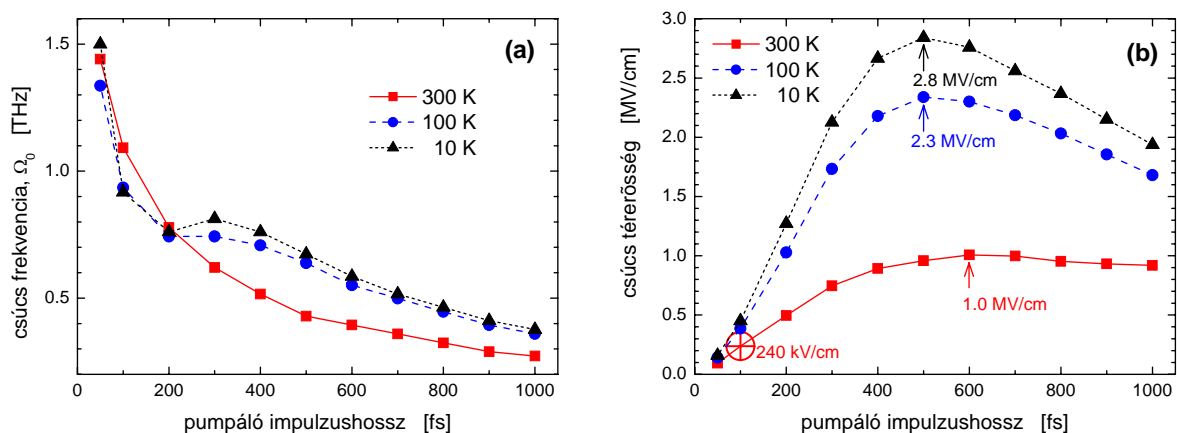 (a)
csúcs frekvencia, Ω₀ [THz]
1.5
1.0
0.5
300 K
100 K
10 K
0 200 400 600 800 1000
pumpáló impulzushossz [fs]
(b)
csúcs térerősség [MV/cm]
3.0
2.5
2.0
1.5
1.0
0.5
0.0
300 K
100 K
10 K
2.8 MV/cm
2.3 MV/cm
1.0 MV/cm
240 kV/cm
0 200 400 600 800 1000
pumpáló impulzushossz [fs]